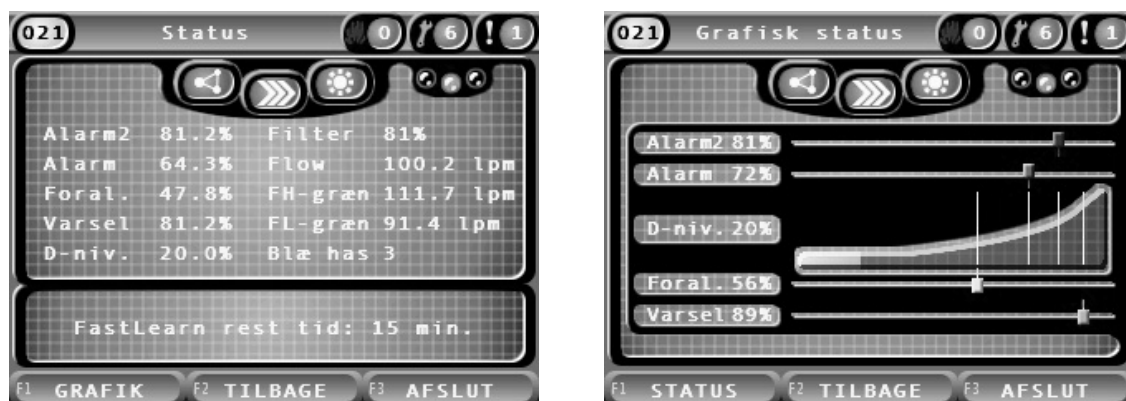 021 Status 0 6 ! 1
Alarm2 81.2% Filter 81%
Alarm 64.3% Flow 100.2 lpm
Foral. 47.8% FH-græn 111.7 lpm
Varsel 81.2% FL-græn 91.4 lpm
D-niv. 20.0% Blæ has 3
FastLearn rest tid: 15 min.
F1 GRAFIK F2 TILBAGE F3 AFSLUT
021 Grafisk status 0 6 ! 1
Alarm2 81%
Alarm 72%
D-niv. 20%
Foral. 56%
Varsel 89%
F1 STATUS F2 TILBAGE F3 AFSLUT